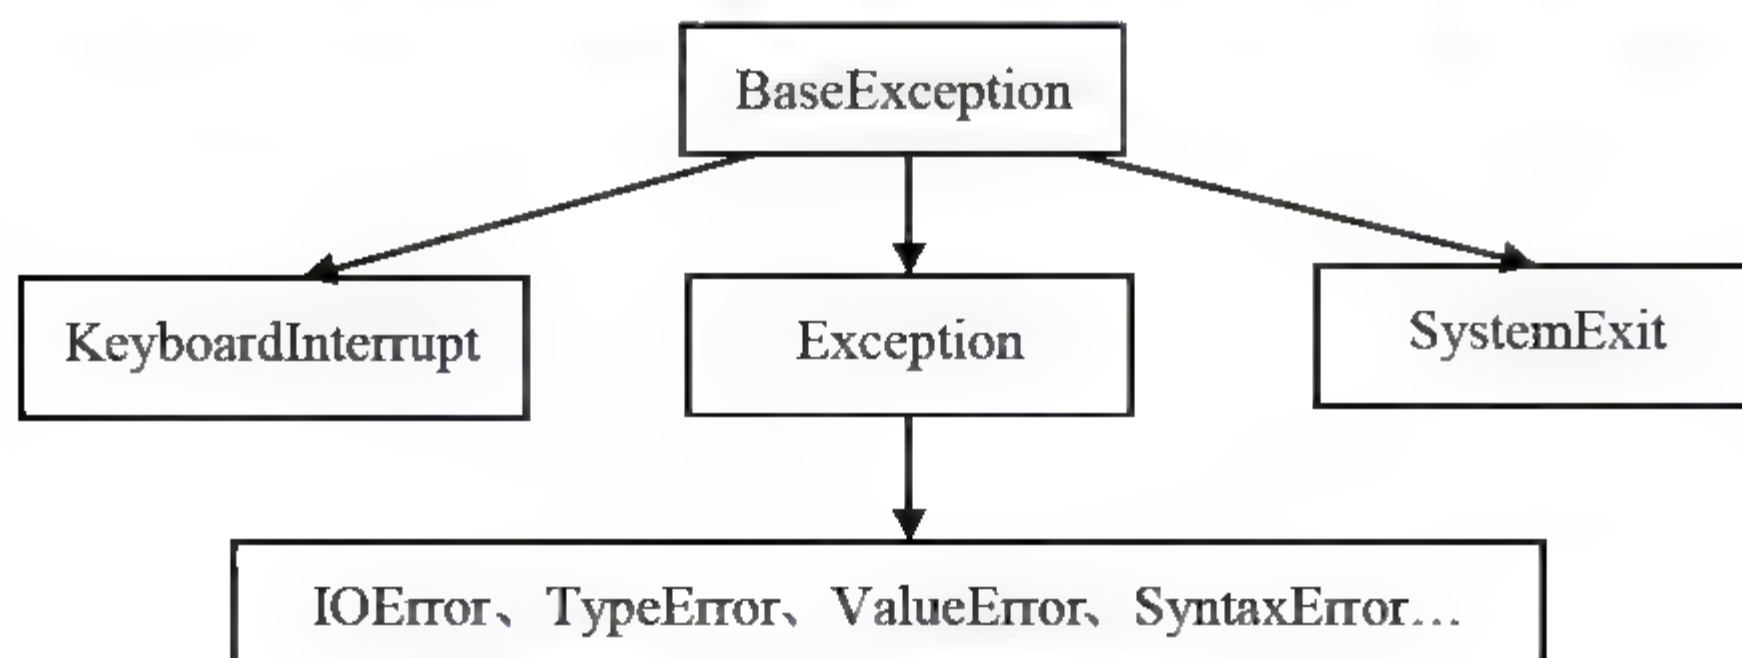 BaseException
KeyboardInterrupt
Exception
SystemExit
IOError、TypeError、ValueError、SyntaxError…